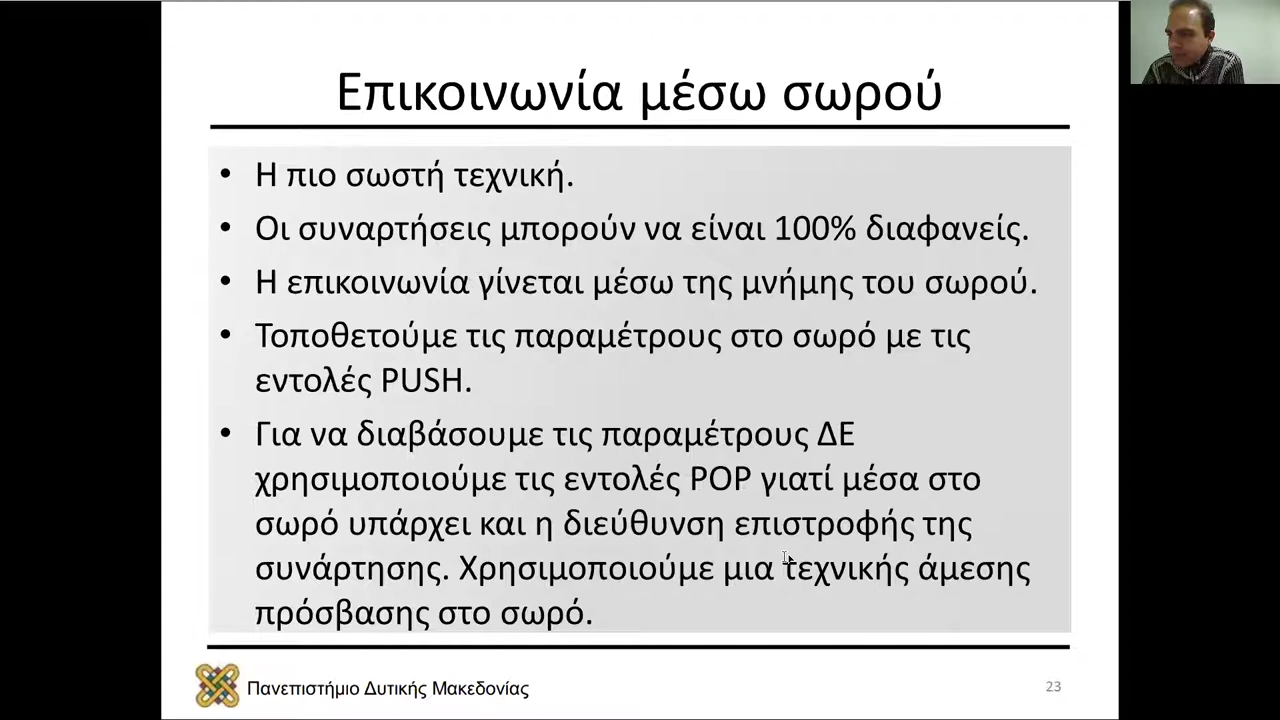 Επικοινωνία μέσω σωρού
• Η πιο σωστή τεχνική.
• Οι συναρτήσεις μπορούν να είναι 100% διαφανείς.
• Η επικοινωνία γίνεται μέσω της μνήμης του σωρού.
• Τοποθετούμε τις παραμέτρους στο σωρό με τις
εντολές PUSH.
• Για να διαβάσουμε τις παραμέτρους ΔΕ
χρησιμοποιούμε τις εντολές POP γιατί μέσα στο
σωρό υπάρχει και η διεύθυνση επιστροφής της
συνάρτησης. Χρησιμοποιούμε μια τεχνικής άμεσης
πρόσβασης στο σωρό.
Πανεπιστήμιο Δυτικής Μακεδονίας
23